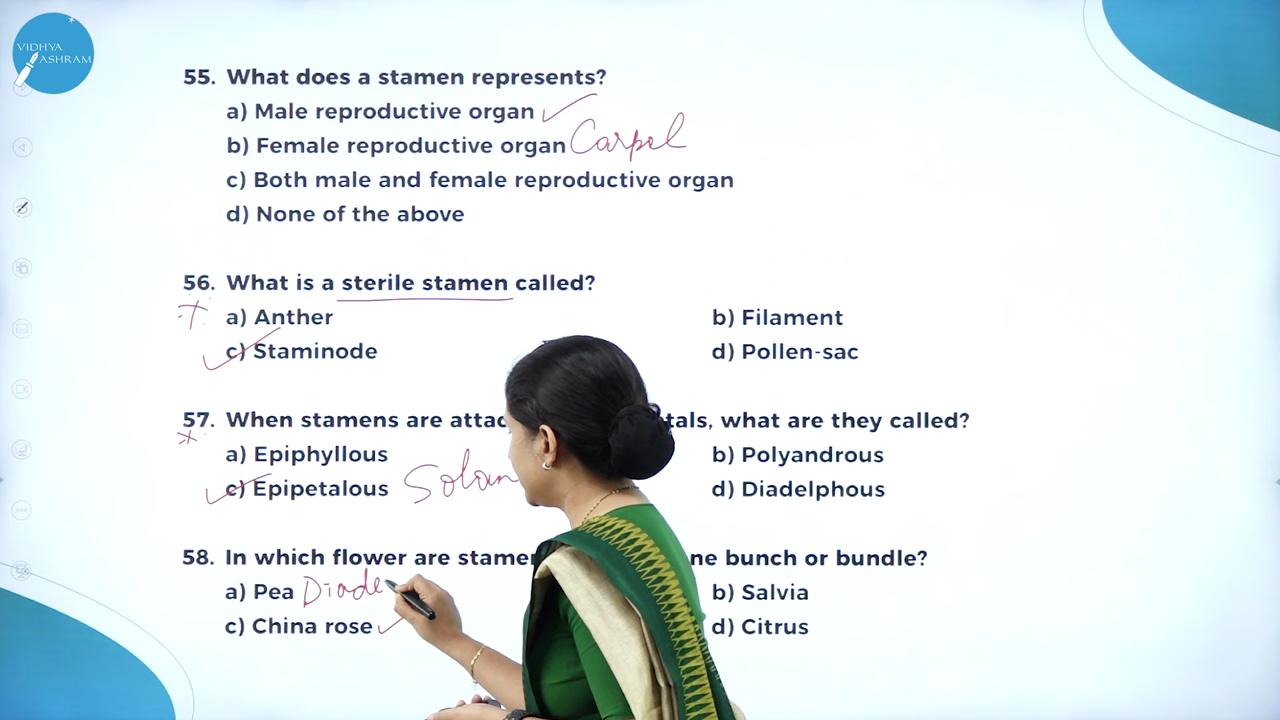 VIDHYA
ASHRAM
55. What does a stamen represents?
a) Male reproductive organ
b) Female reproductive organ Carpel
c) Both male and female reproductive organ
d) None of the above
56. What is a sterile stamen called?
a) Anther
b) Filament
c) Staminode
d) Pollen-sac
57. When stamens are attac tals, what are they called?
a) Epiphyllous
b) Polyandrous
c) Epipetalous Solan
d) Diadelphous
58. In which flower are stamen ne bunch or bundle?
a) Pea Diade
b) Salvia
c) China rose
d) Citrus